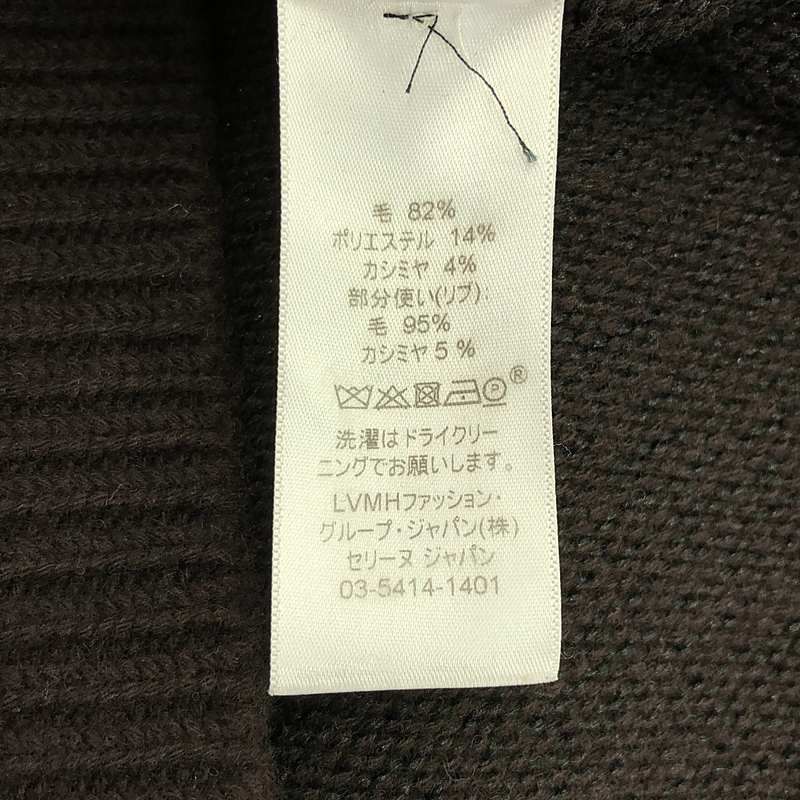 毛 82%
ポリエステル 14%
カシミヤ 4%
部分使い(リブ):
毛 95%
カシミヤ 5%
P ®
洗濯はドライクリー
ニングでお願いします。
LVMHファッション・
グループ・ジャパン(株)
セリーヌ ジャパン
03-5414-1401